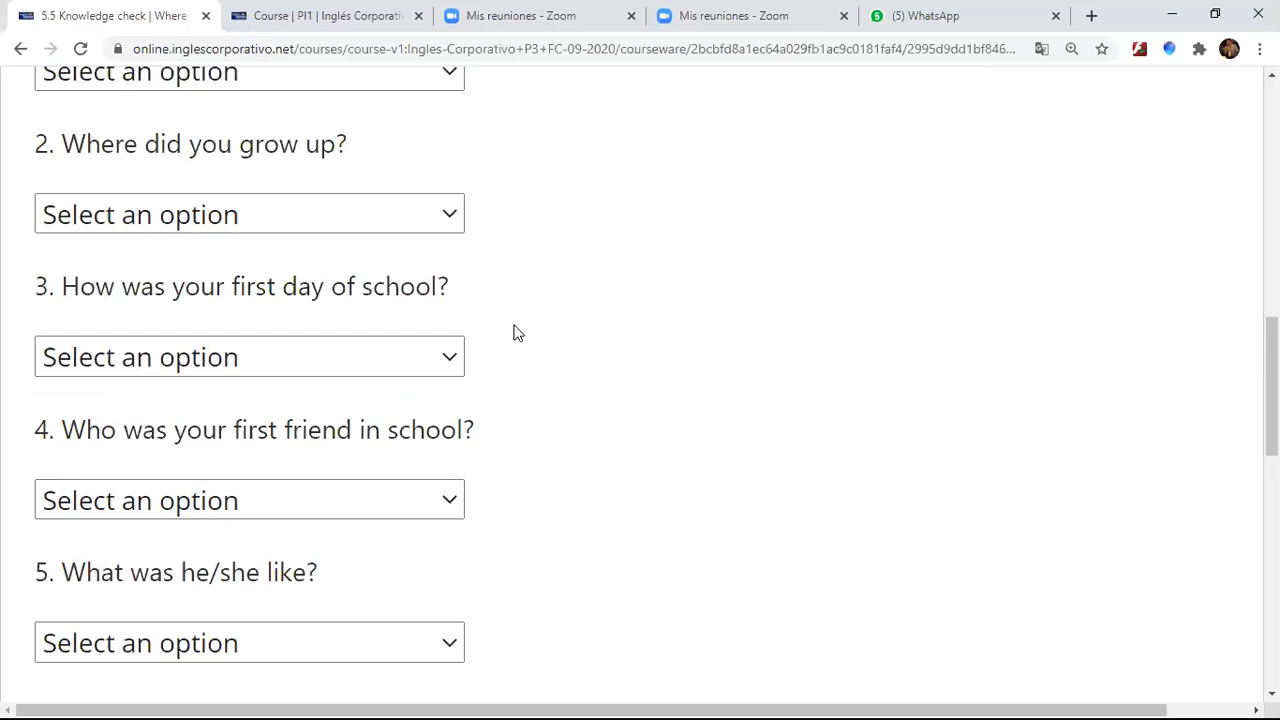 5.5 Knowledge check | Where
Course | PI1 | Inglés Corpora
Mis reuniones - Zoom
Mis reuniones - Zoom
(5) WhatsApp
online.inglescorporativo.net/courses/course-v1:Ingles-Corporativo+P3+FC-09-2020/courseware/2bcbfd8a1ec64a029fb1ac9c0181faf4/2995d9dd1bf846...
Select an option
2. Where did you grow up?
Select an option
3. How was your first day of school?
Select an option
4. Who was your first friend in school?
Select an option
5. What was he/she like?
Select an option